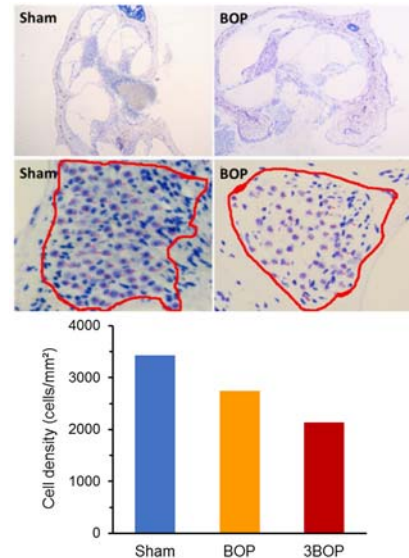 Sham
BOP
Sham
BOP
4000
3000
2000
1000
0
Cell density (cells/mm²)
Sham
BOP
3BOP